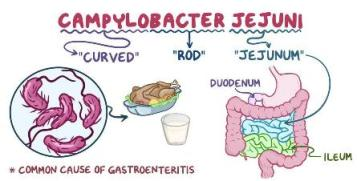 CAMPYLOBACTER JEJUNI
"CURVED" "ROD" "JEJUNUM"
DUODENUM
ILEUM
* COMMON CAUSE OF GASTROENTERITIS